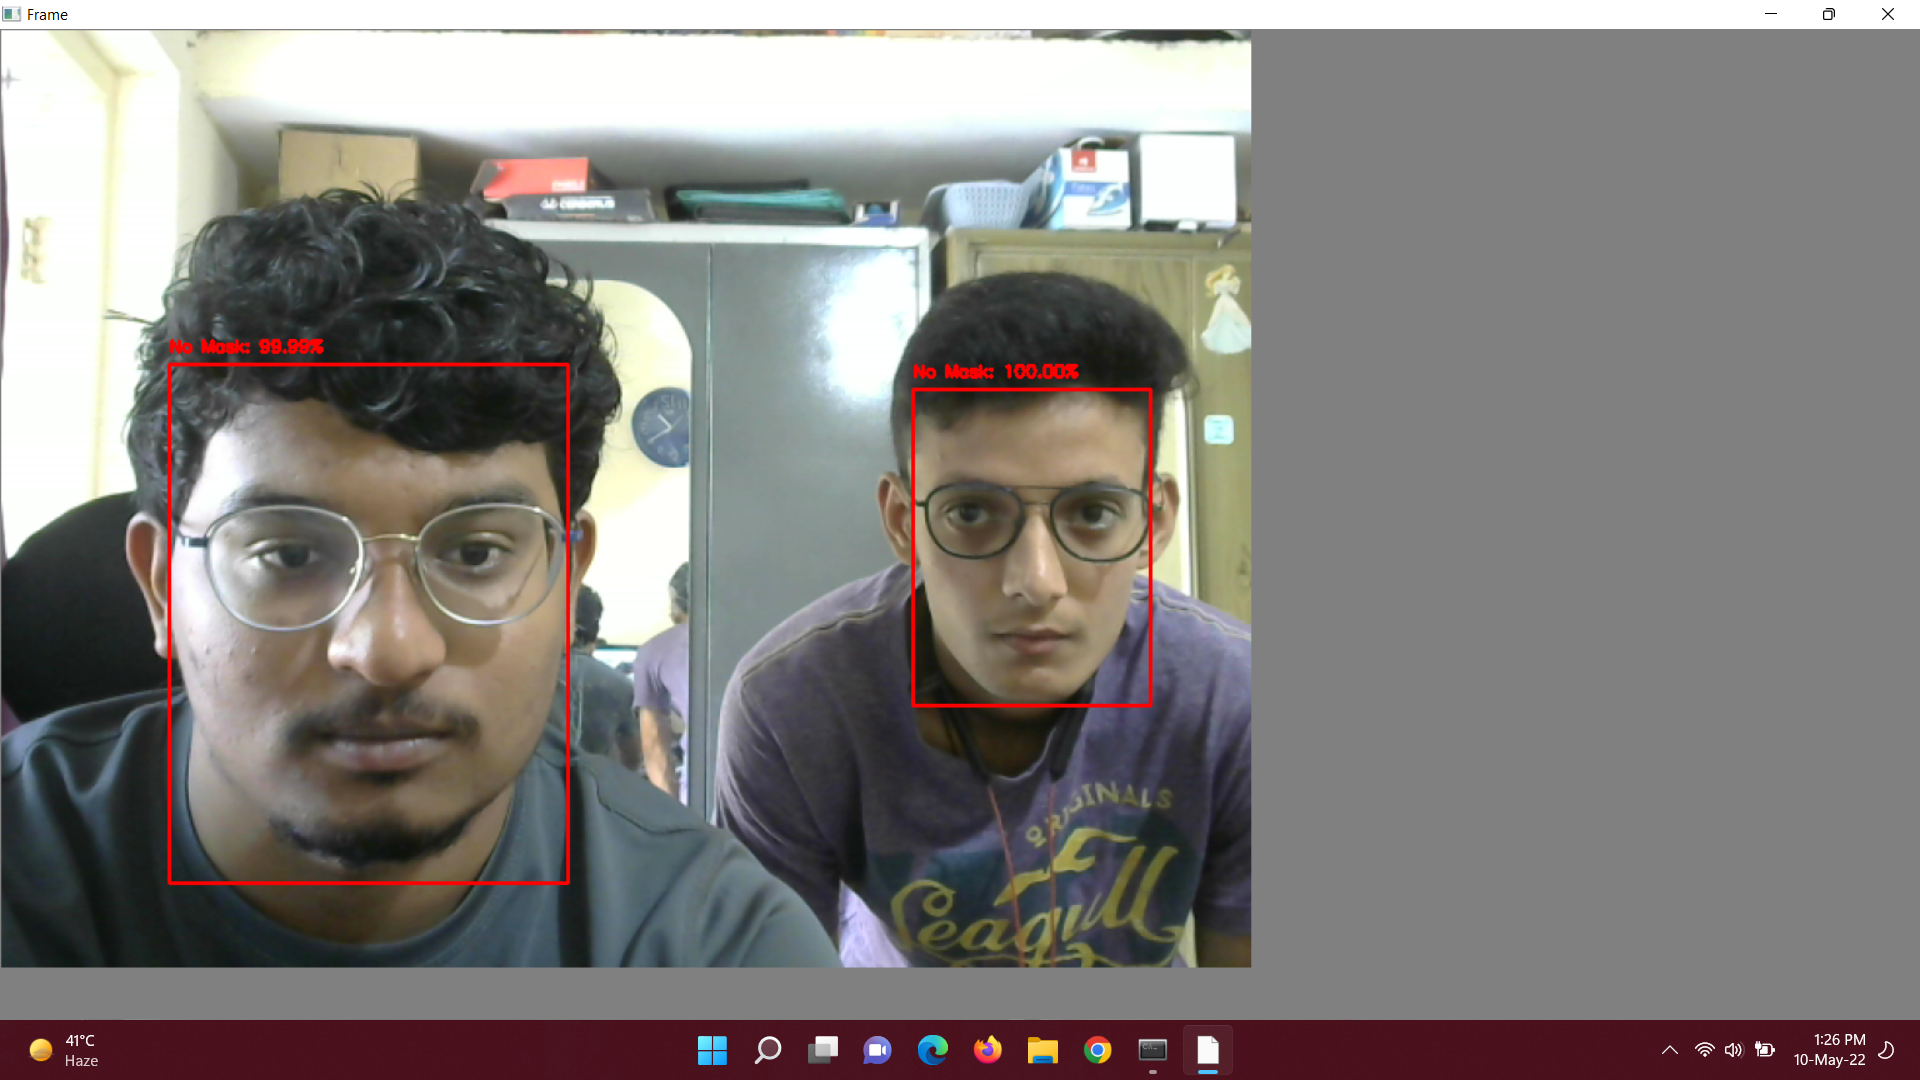 Frame
No Mask: 99.99%
No Mask: 100.00%
ORIGINALS
Seagull
41°C
Haze
1:26 PM
10-May-22